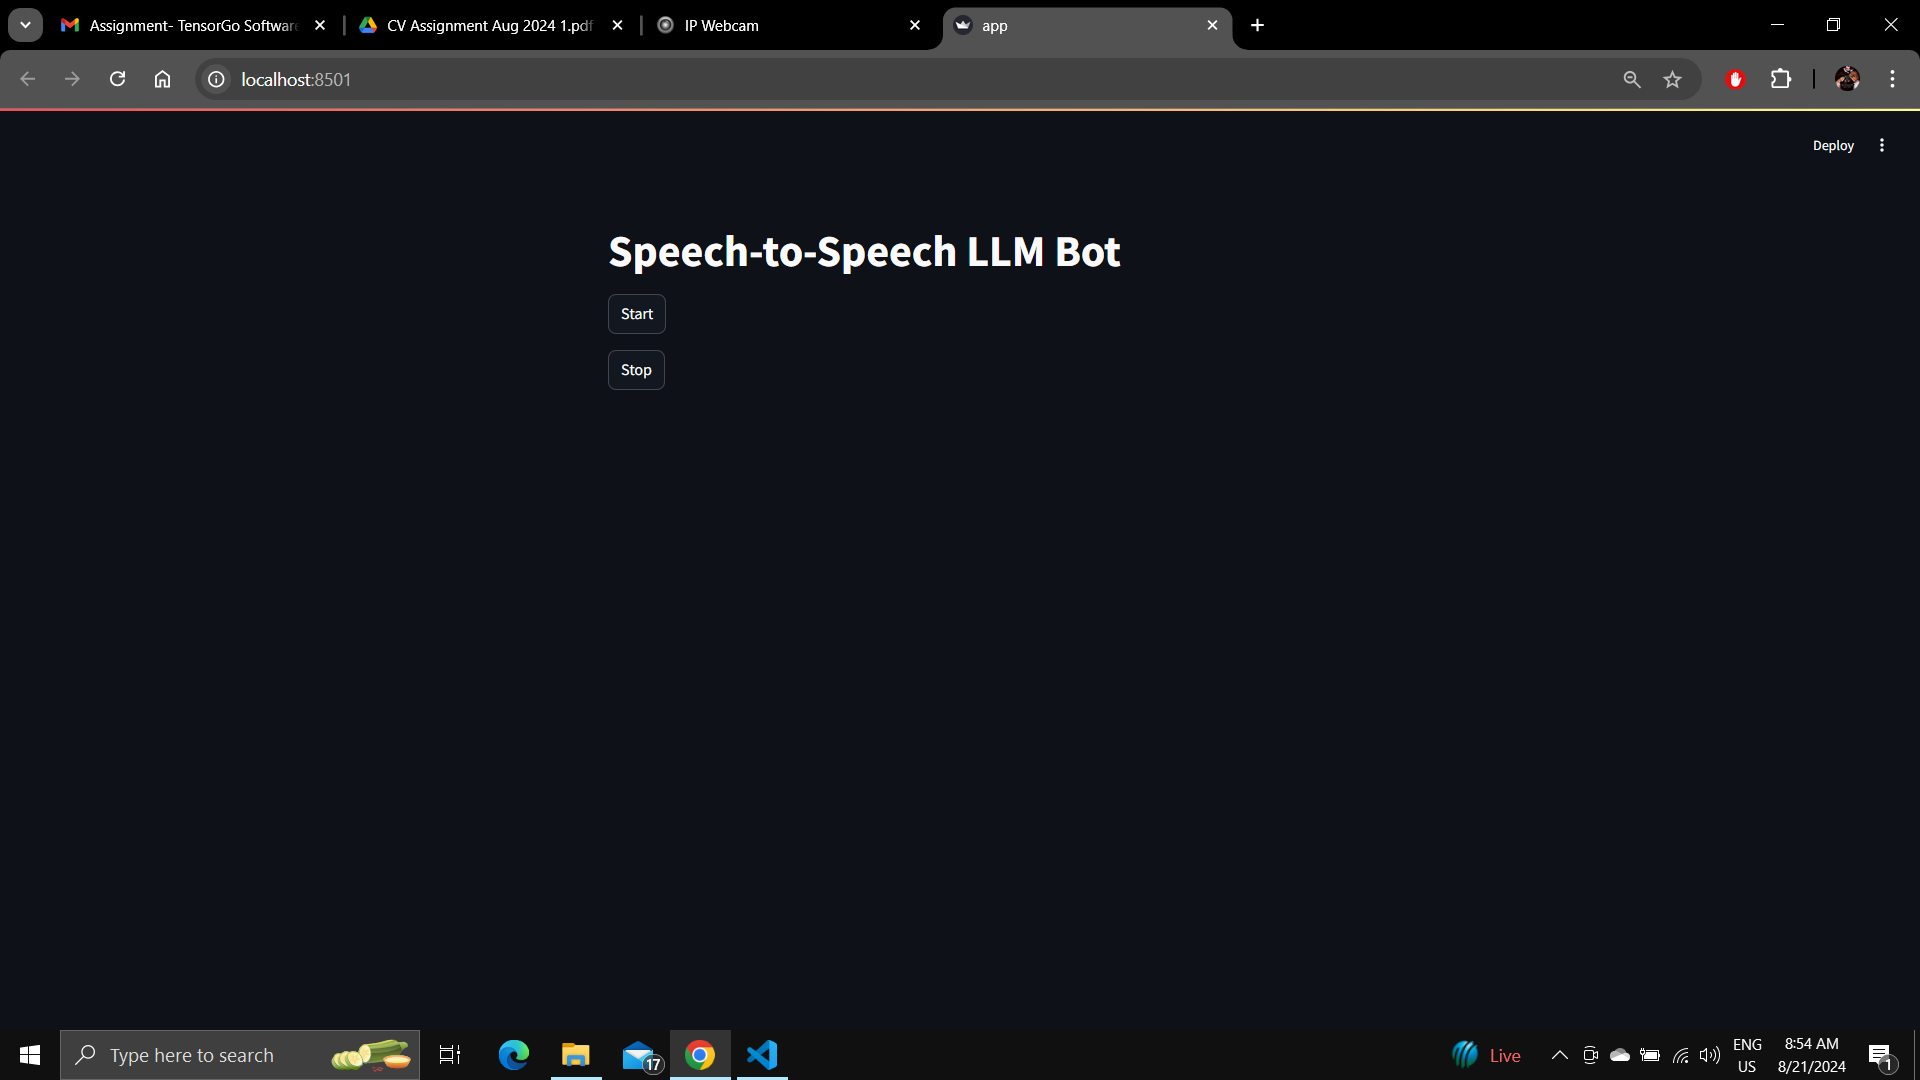 Assignment- TensorGo Software
CV Assignment Aug 2024 1.pdf
IP Webcam
app
localhost:8501
Deploy
Speech-to-Speech LLM Bot
Start
Stop
Type here to search
17
Live
ENG
US
8:54 AM
8/21/2024
1